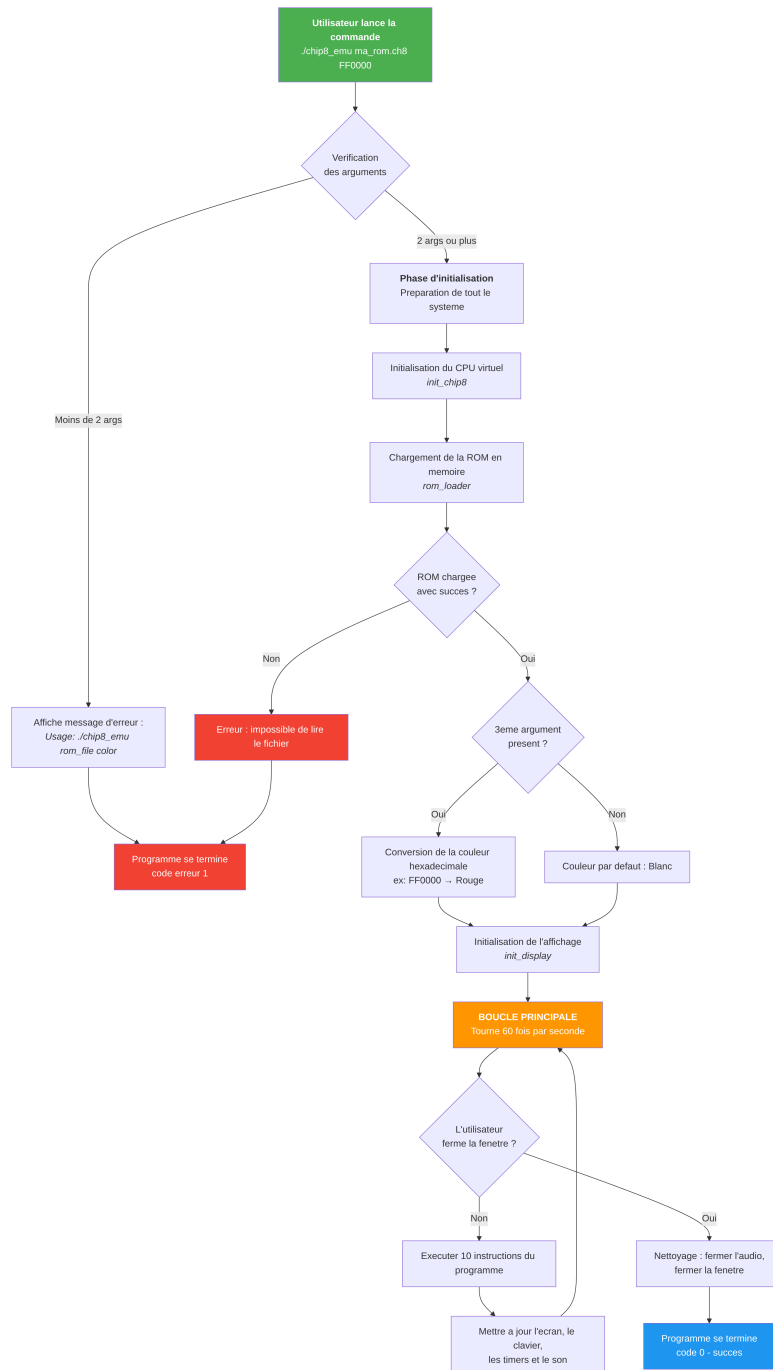 Utilisateur lance la
commande
./chip8_emu ma_rom.ch8
FF0000
Verification
des arguments
2 args ou plus
Phase d'initialisation
Preparation de tout le
systeme
Initialisation du CPU virtuel
init_chip8
Moins de 2 args
Chargement de la ROM en
memoire
rom_loader
ROM chargee
avec succes ?
Non
Oui
Affiche message d'erreur :
Usage: ./chip8_emu
rom_file color
Erreur : impossible de lire
le fichier
3eme argument
present ?
Oui
Non
Programme se termine
code erreur 1
Conversion de la couleur
hexadecimale
ex: FF0000 → Rouge
Couleur par defaut : Blanc
Initialisation de l'affichage
init_display
BOUCLE PRINCIPALE
Tourne 60 fois par seconde
L'utilisateur
ferme la fenetre ?
Non
Oui
Executer 10 instructions du
programme
Nettoyage : fermer l'audio,
fermer la fenetre
Mettre a jour l'ecran, le
clavier,
les timers et le son
Programme se termine
code 0 - succes